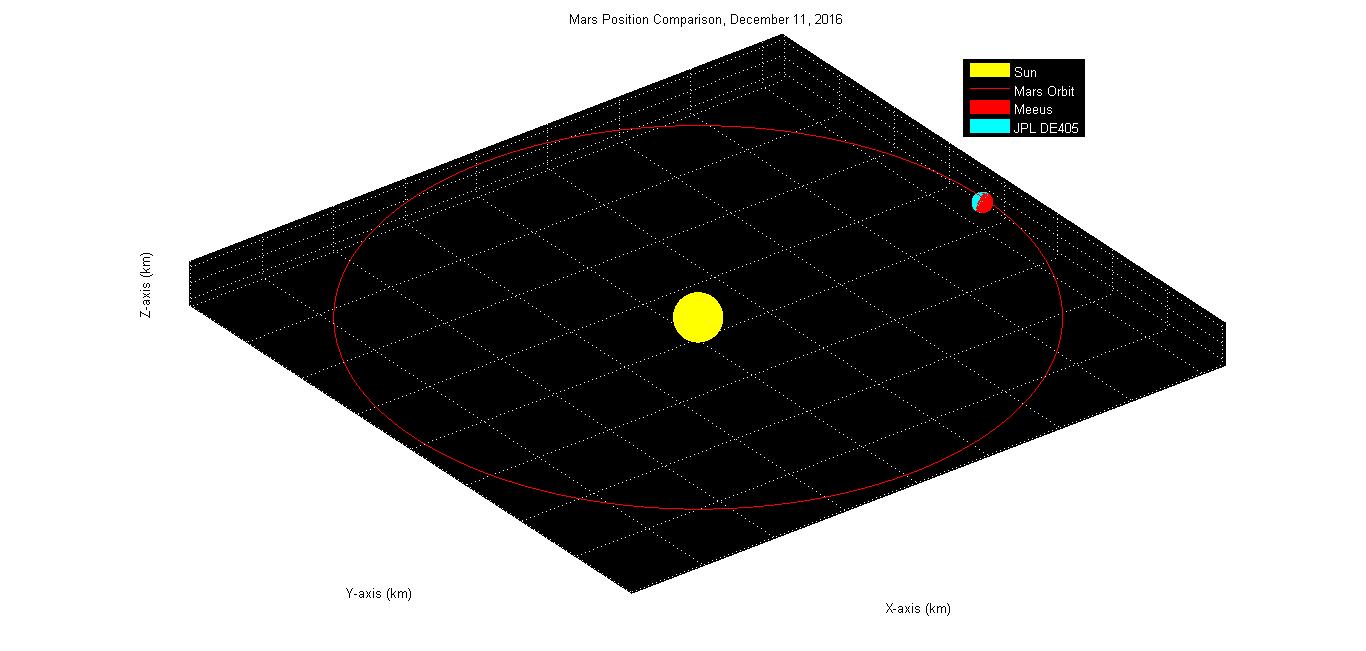 Mars Position Comparison, December 11, 2016
Sun
Mars Orbit
Meeus
JPL DE405
Z-axis (km)
Y-axis (km)
X-axis (km)